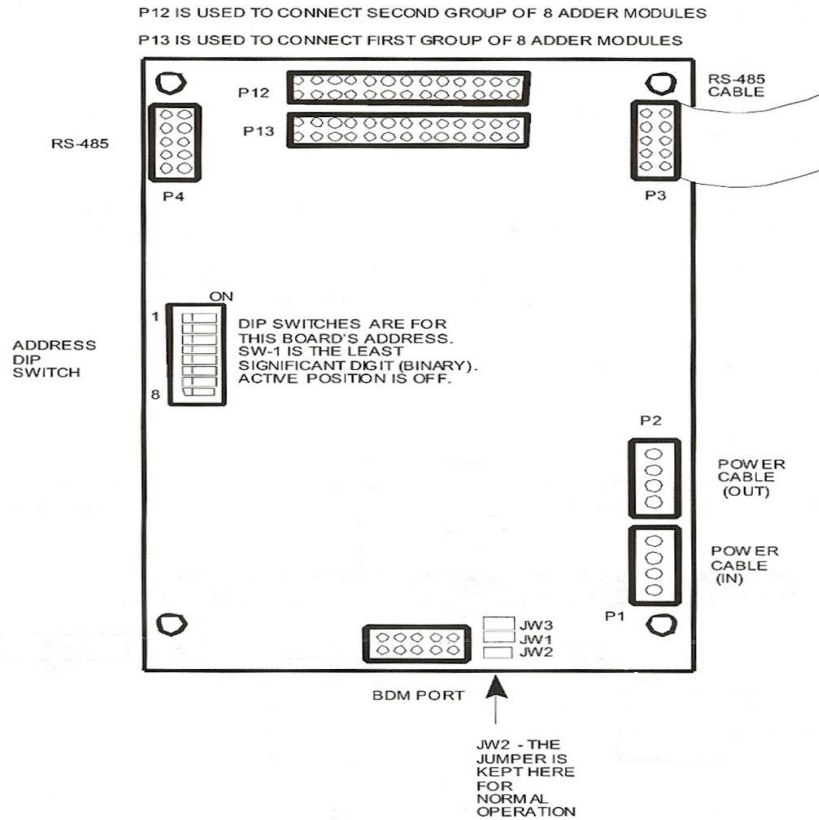 P12 IS USED TO CONNECT SECOND GROUP OF 8 ADDER MODULES
P13 IS USED TO CONNECT FIRST GROUP OF 8 ADDER MODULES
P12
P13
RS-485
CABLE
RS-485
P4
P3
ON
1
8
ADDRESS
DIP
SWITCH
DIP SWITCHES ARE FOR
THIS BOARD'S ADDRESS.
SW-1 IS THE LEAST
SIGNIFICANT DIGIT (BINARY).
ACTIVE POSITION IS OFF.
P2
POWER
CABLE
(OUT)
POWER
CABLE
(IN)
P1
JW3
JW1
JW2
BDM PORT
JW2 - THE
JUMPER IS
KEPT HERE
FOR
NORMAL
OPERATION